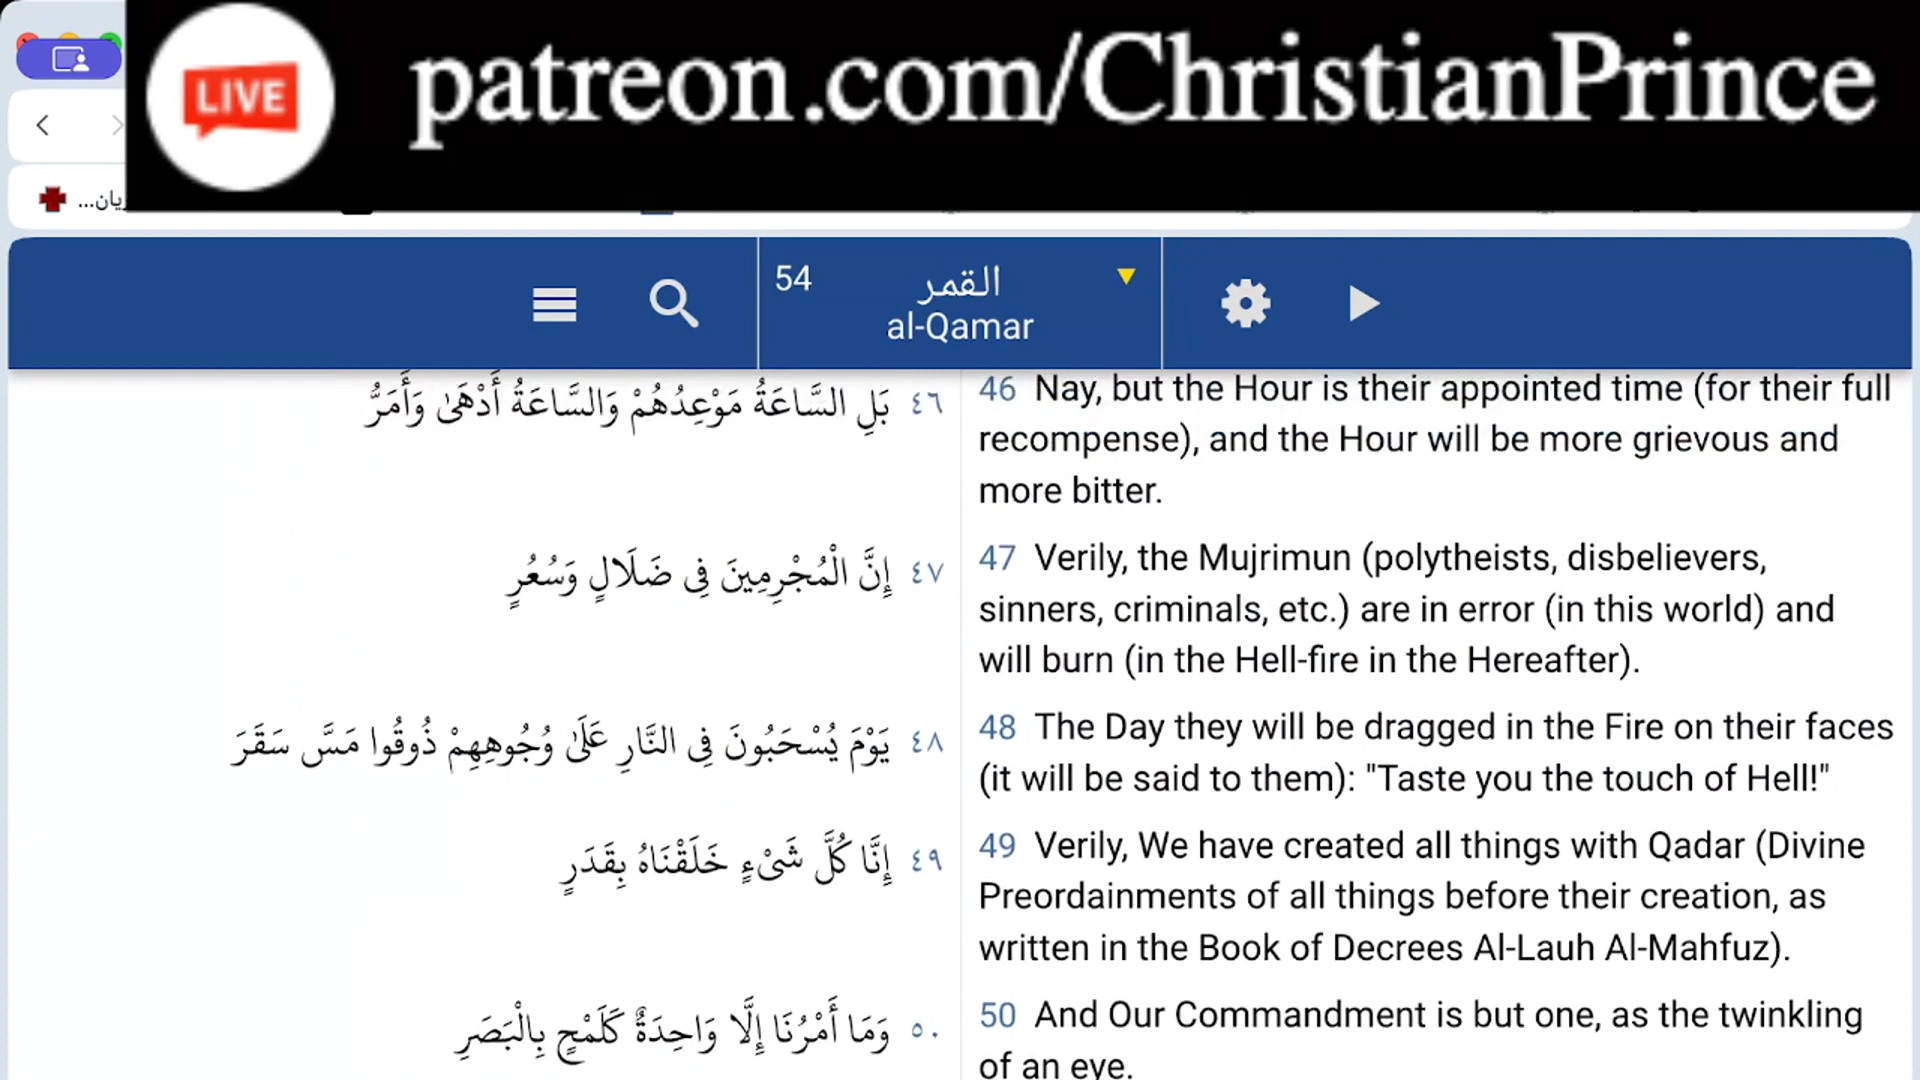 LIVE
patreon.com/ChristianPrince
54
القمر
al-Qamar
٤٦ بَلِ السَّاعَةُ مَوْعِدُهُمْ وَالسَّاعَةُ أَدْهَىٰ وَأَمَرُّ
46 Nay, but the Hour is their appointed time (for their full
recompense), and the Hour will be more grievous and
more bitter.
٤٧ إِنَّ الْمُجْرِمِينَ فِى ضَلَالٍ وَسُعُرٍ
47 Verily, the Mujrimun (polytheists, disbelievers,
sinners, criminals, etc.) are in error (in this world) and
will burn (in the Hell-fire in the Hereafter).
٤٨ يَوْمَ يُسْحَبُونَ فِى النَّارِ عَلَىٰ وُجُوهِهِمْ ذُوقُوا مَسَّ سَقَرَ
48 The Day they will be dragged in the Fire on their faces
(it will be said to them): "Taste you the touch of Hell!"
٤٩ إِنَّا كُلَّ شَىْءٍ خَلَقْنَاهُ بِقَدَرٍ
49 Verily, We have created all things with Qadar (Divine
Preordainments of all things before their creation, as
written in the Book of Decrees Al-Lauh Al-Mahfuz).
٥٠ وَمَا أَمْرُنَا إِلَّا وَاحِدَةٌ كَلَمْحٍ بِالْبَصَرِ
50 And Our Commandment is but one, as the twinkling
of an eye.